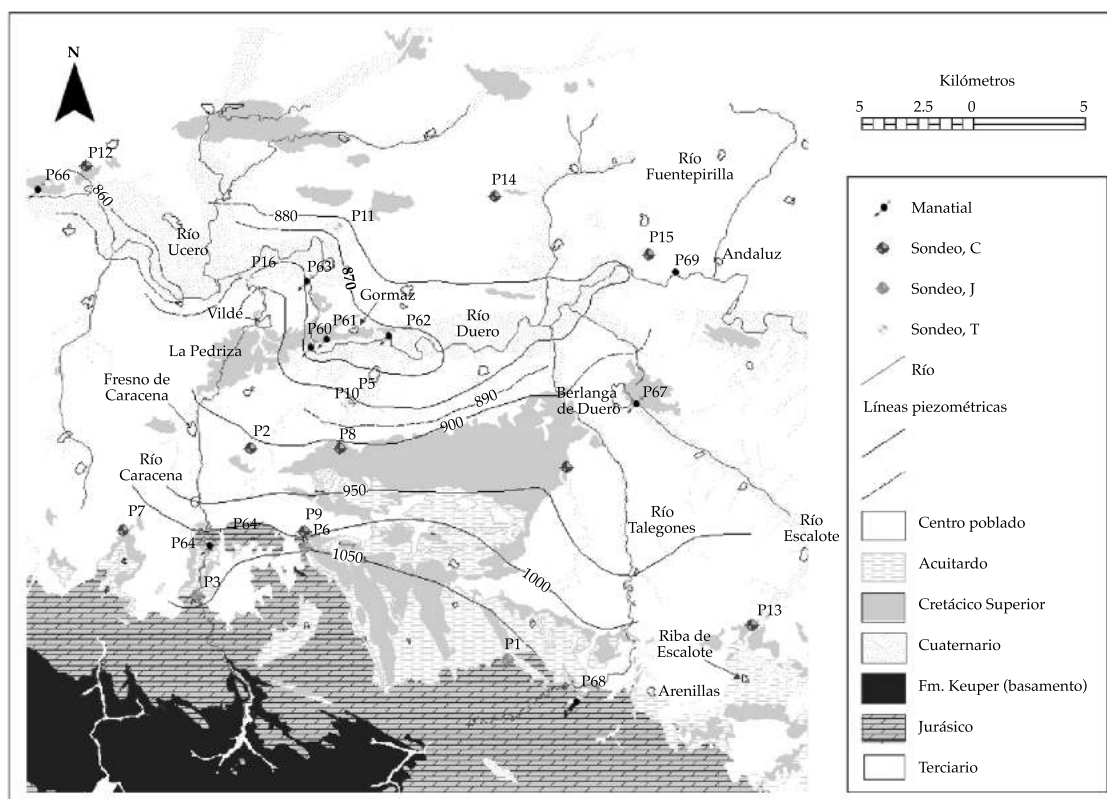 N
Kilómetros
5
2.5
0
5
P12
P66
860
P14
Río
Fuentepirilla
880
P11
Río
Ucero
P15
P69
Andaluz
P16
P63
870
Gormaz
Vildé
P60
P61
P62
Río
Duero
La Pedriza
Fresno de
Caracena
P5
P10
890
Berlanga
de Duero
P67
900
P2
P8
Río
Caracena
950
P7
P64
P9
P6
P64
Río
Talegones
Río
Escalote
1050
P3
1000
P13
P1
Riba de
Escalote
P68
Arenillas
Manatial
Sondeo, C
Sondeo, J
Sondeo, T
Río
Líneas piezométricas
Centro poblado
Acuitardo
Cretácico Superior
Cuaternario
Fm. Keuper (basamento)
Jurásico
Terciario